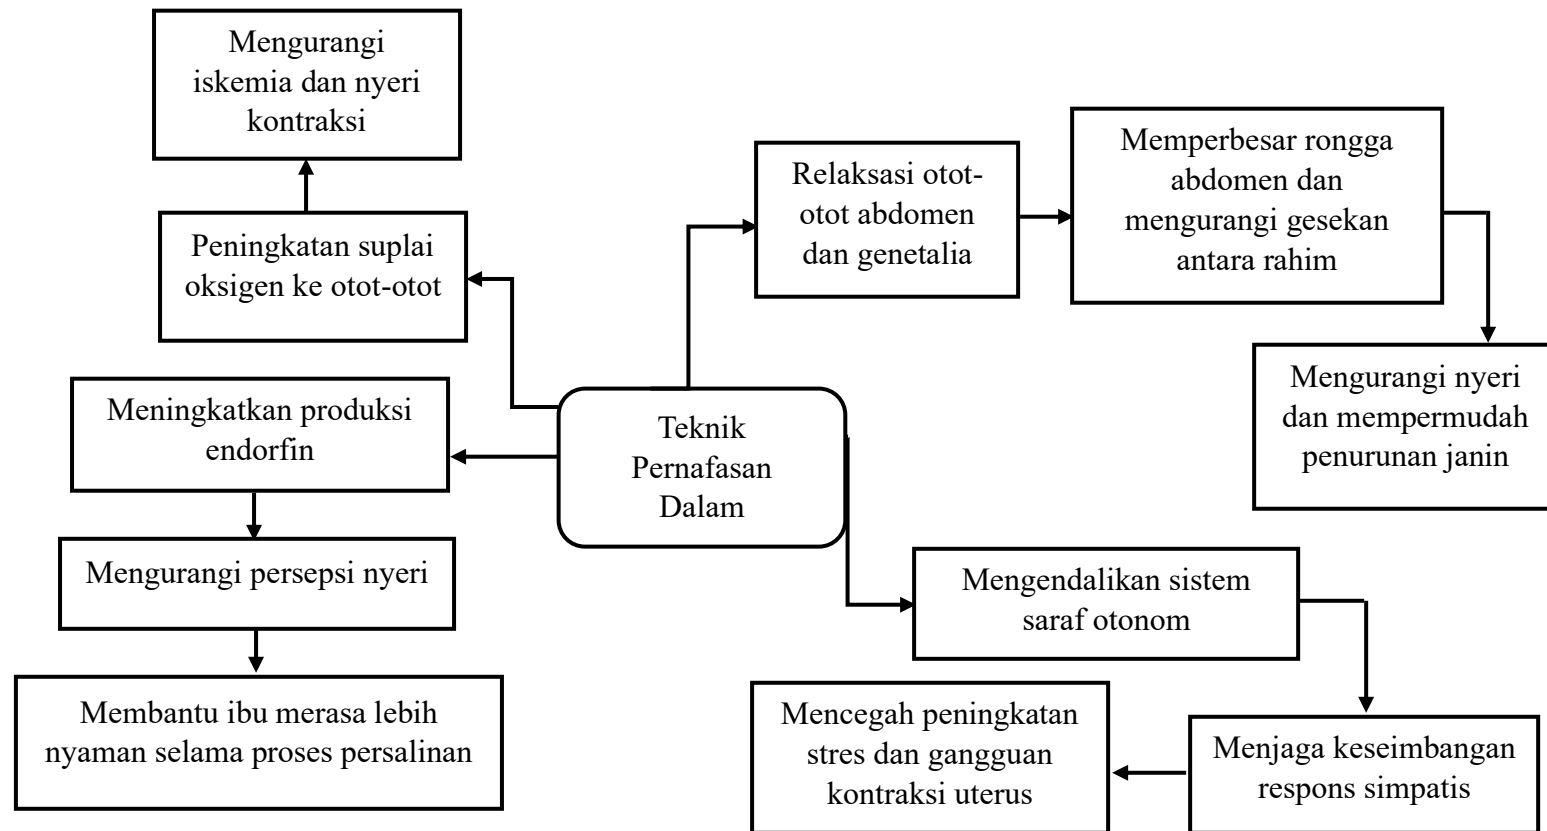 Mengurangi
iskemia dan nyeri
kontraksi
Peningkatan suplai
oksigen ke otot-otot
Relaksasi otot-
otot abdomen
dan genetalia
Memperbesar rongga
abdomen dan
mengurangi gesekan
antara rahim
Mengurangi nyeri
dan mempermudah
penurunan janin
Meningkatkan produksi
endorfin
Teknik
Pernafasan
Dalam
Mengurangi persepsi nyeri
Membantu ibu merasa lebih
nyaman selama proses persalinan
Mengendalikan sistem
saraf otonom
Menjaga keseimbangan
respons simpatis
Mencegah peningkatan
stres dan gangguan
kontraksi uterus